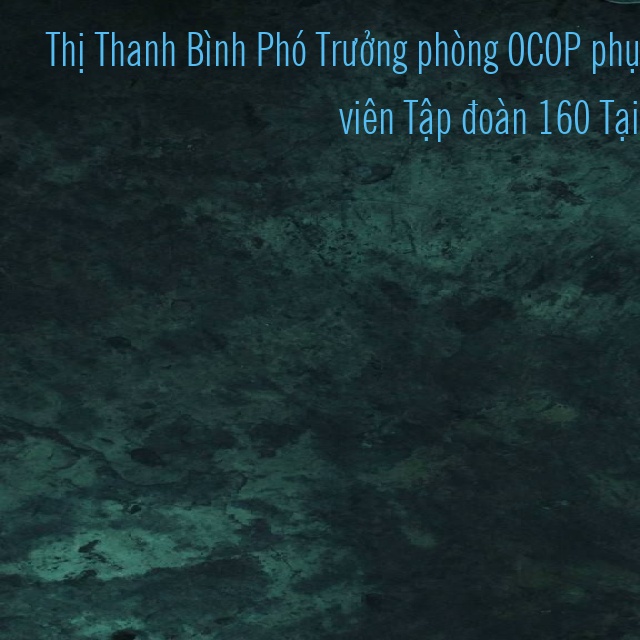 Thị Thanh Bình Phó Trưởng phòng OCOP phụ
viên Tập đoàn 160 Tại